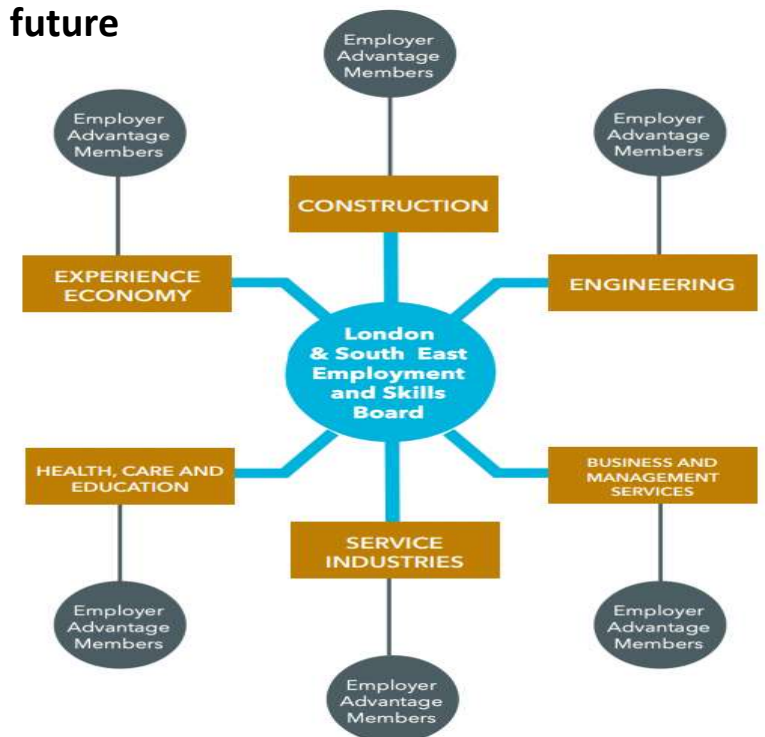 future
Employer
Advantage
Members
Employer
Advantage
Members
Employer
Advantage
Members
CONSTRUCTION
EXPERIENCE
ECONOMY
ENGINEERING
London
& South East
Employment
and Skills
Board
HEALTH, CARE AND
EDUCATION
BUSINESS AND
MANAGEMENT
SERVICES
SERVICE
INDUSTRIES
Employer
Advantage
Members
Employer
Advantage
Members
Employer
Advantage
Members